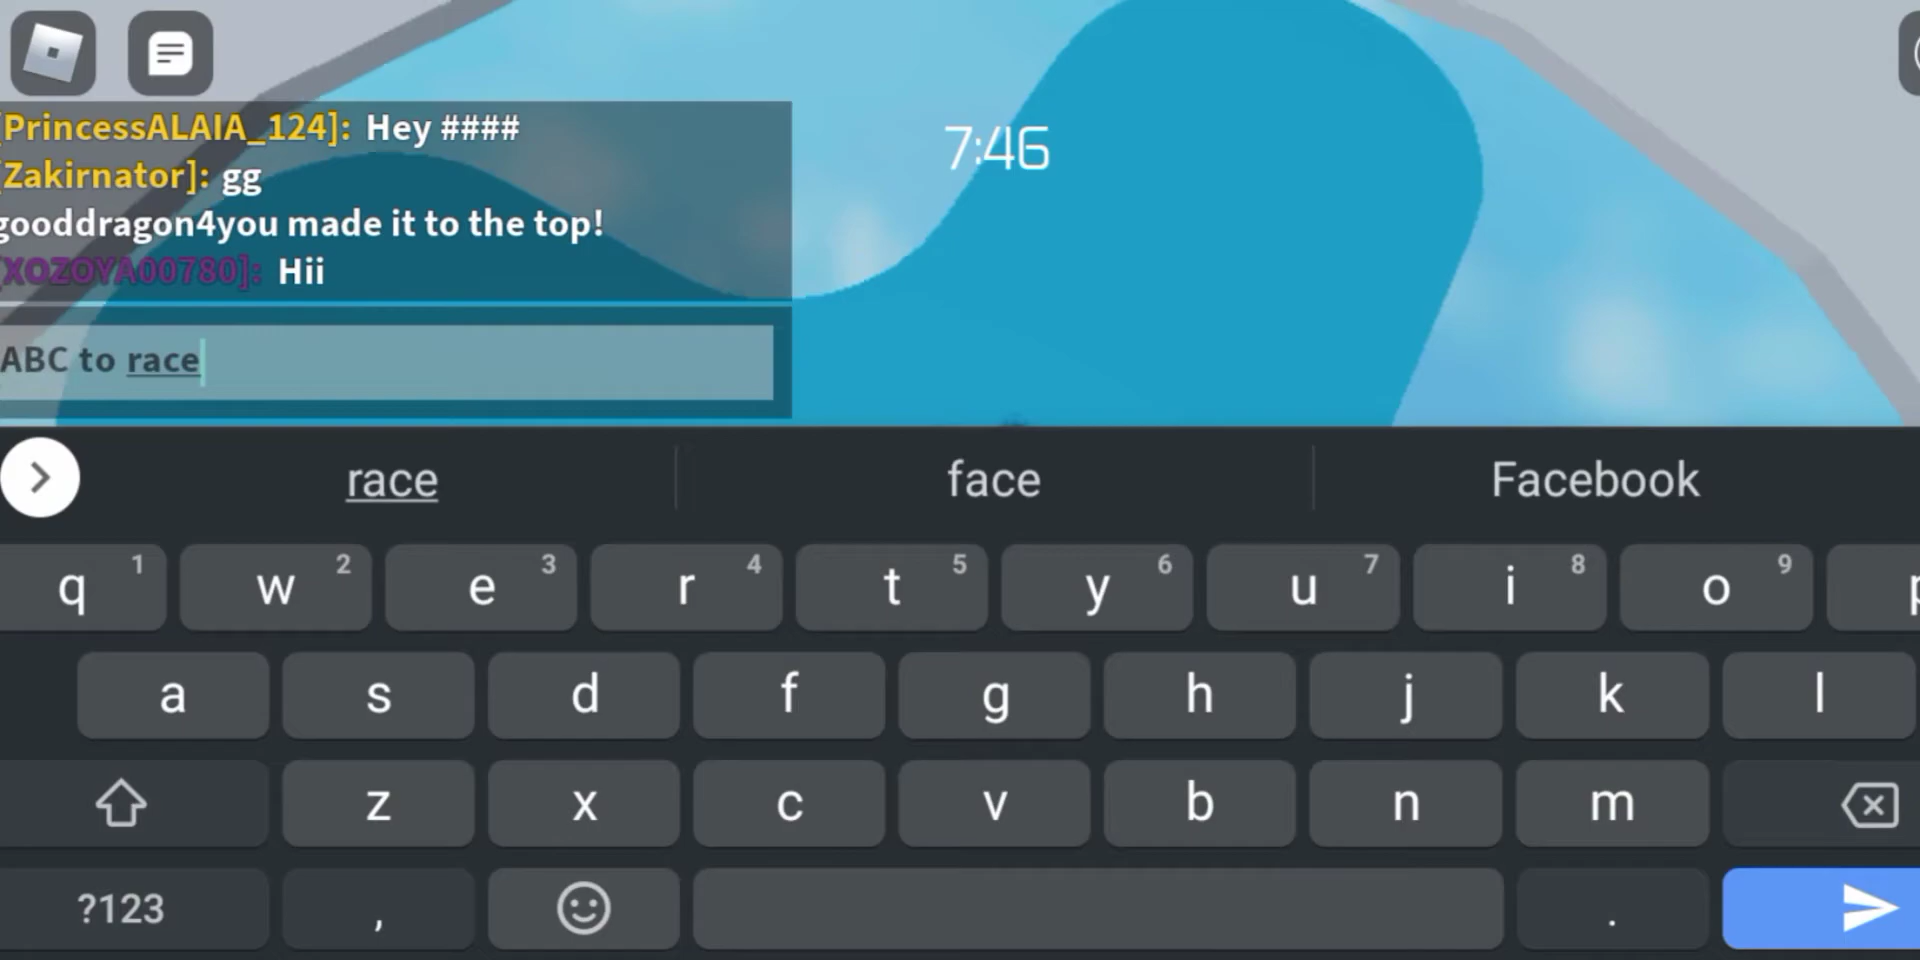 [PrincessALAIA_124]: Hey ####
[Zakirnator]: gg
gooddragon4you made it to the top!
[XOZOYA00780]: Hii
7:46
ABC to race
race face Facebook
q 1 w 2 e 3 r 4 t 5 y 6 u 7 i 8 o 9 p
a s d f g h j k l
z x c v b n m
?123 , .